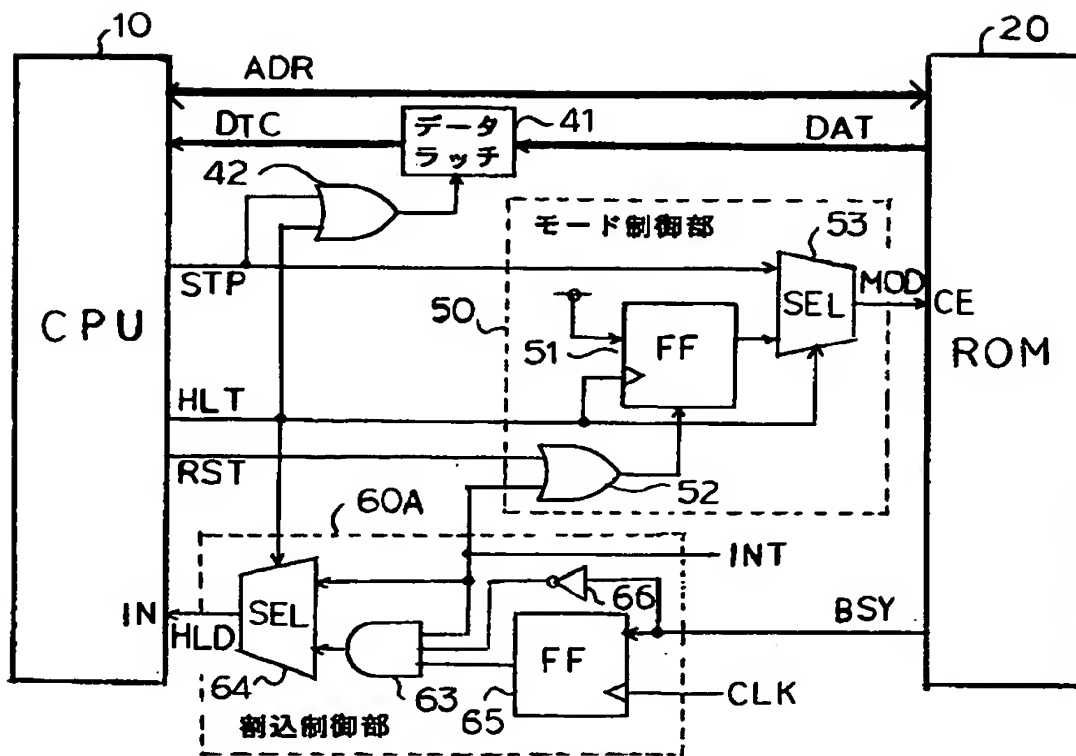 10
20
ADR
DTC
データ
ラッチ
41
DAT
42
モード制御部
53
STP
SEL
MOD
CE
CPU
50
51
FF
ROM
HLT
RST
52
60A
INT
IN
SEL
66
BSY
HLD
FF
64
63
65
CLK
割込制御部